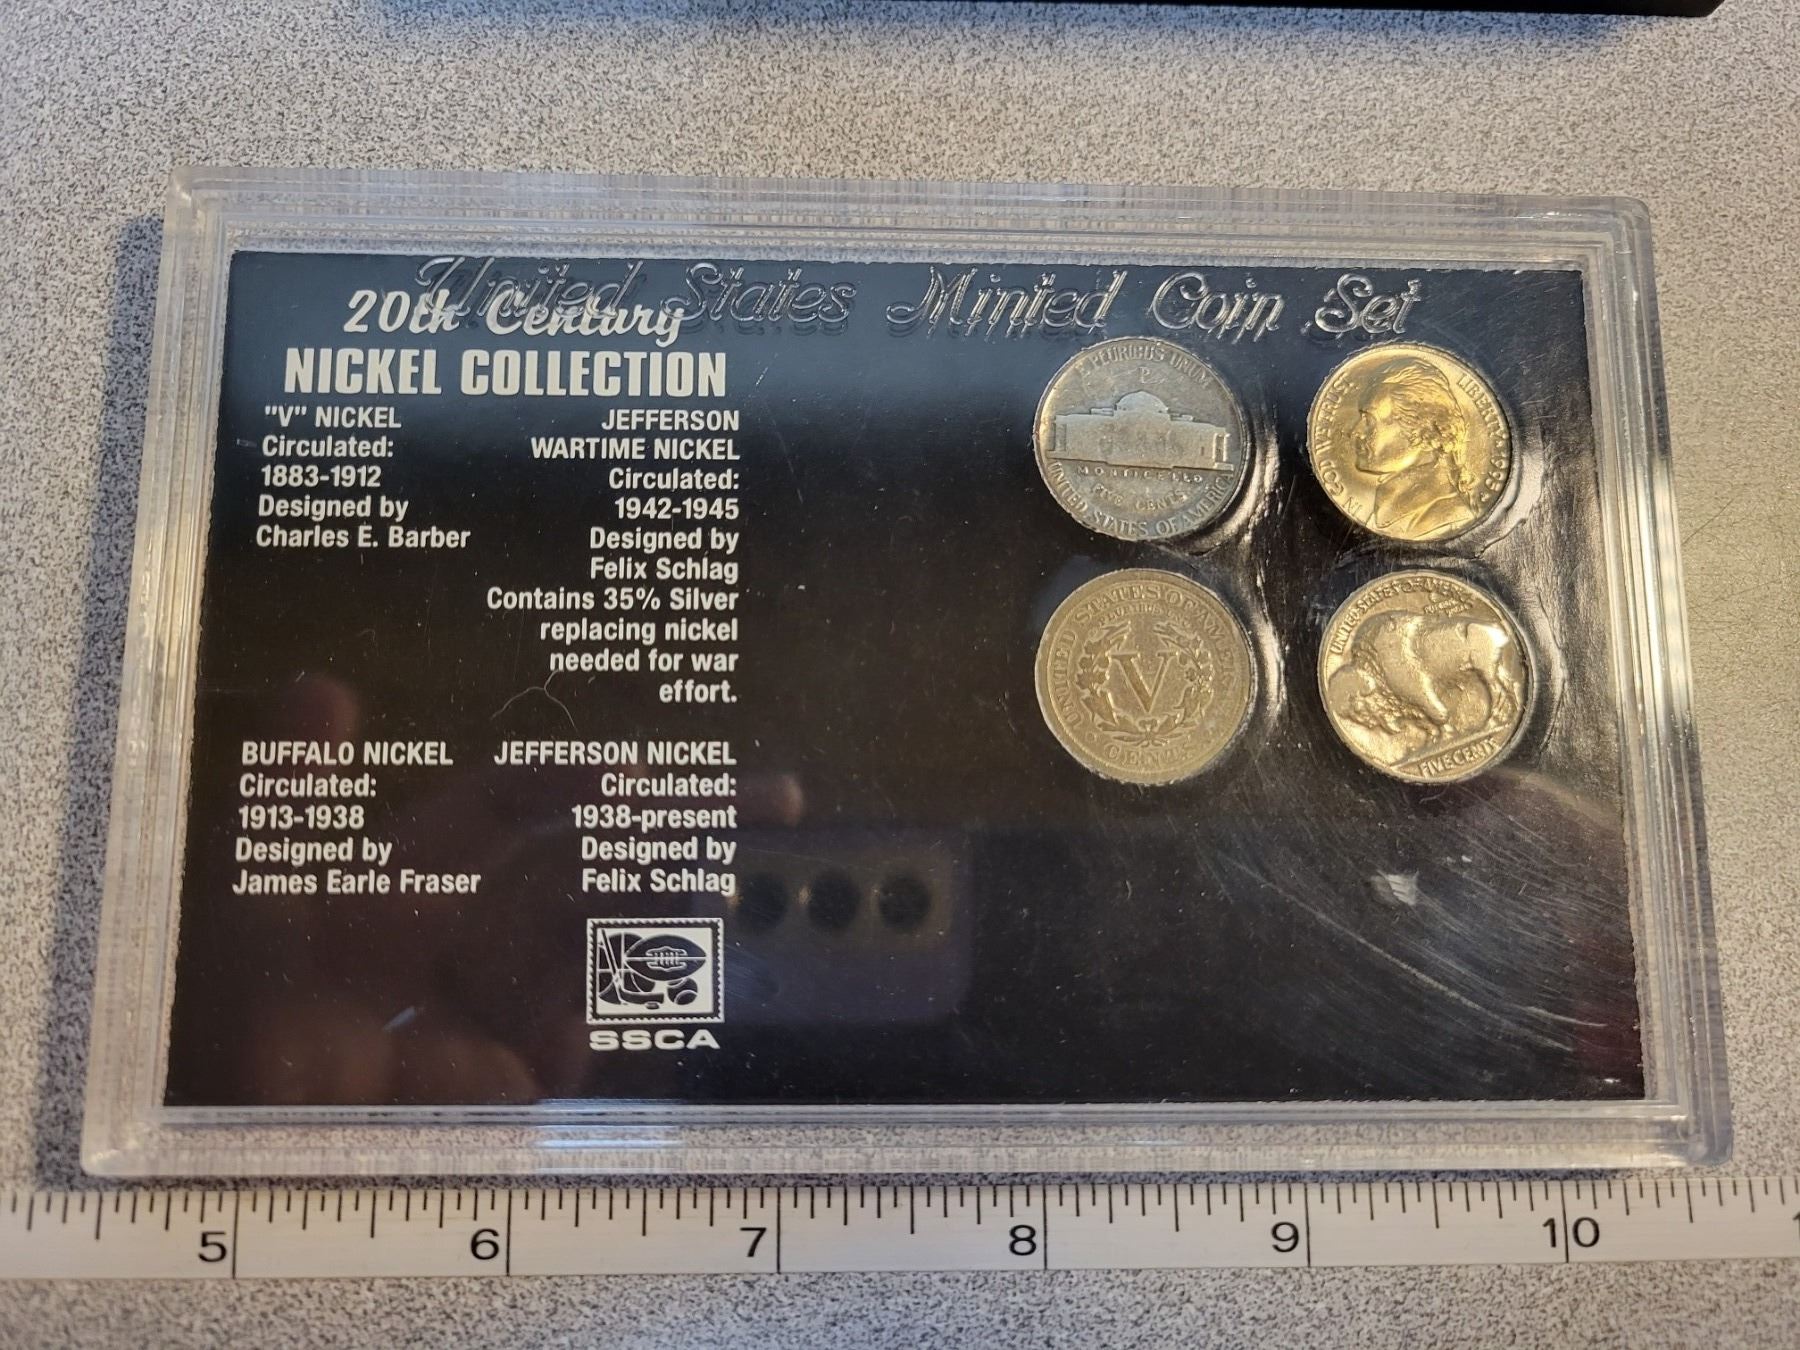 United States Minted Coin Set
20th Century
NICKEL COLLECTION
"V" NICKEL
Circulated:
1883-1912
Designed by
Charles E. Barber
JEFFERSON
WARTIME NICKEL
Circulated:
1942-1945
Designed by
Felix Schlag
Contains 35% Silver
replacing nickel
needed for war
effort.
BUFFALO NICKEL
Circulated:
1913-1938
Designed by
James Earle Fraser
JEFFERSON NICKEL
Circulated:
1938-present
Designed by
Felix Schlag
SSCA
E PLURIBUS UNUM
P
MONTICELLO
FIVE CENTS
UNITED STATES OF AMERICA
IN GOD WE TRUST
LIBERTY
UNITED STATES OF AMERICA
V
CENTS
UNITED STATES OF AMERICA
FIVE CENTS
5 6 7 8 9 10